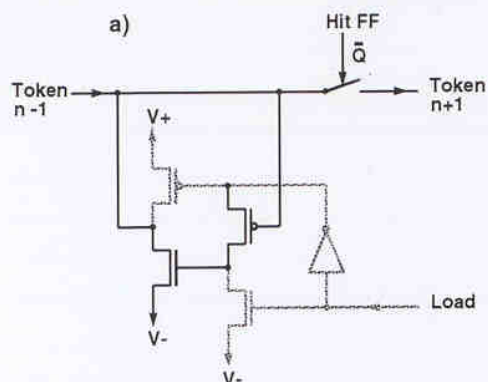 Hit FF
a)
Q̄
Token
n -1
Token
n+1
V+
Load
V-
V-